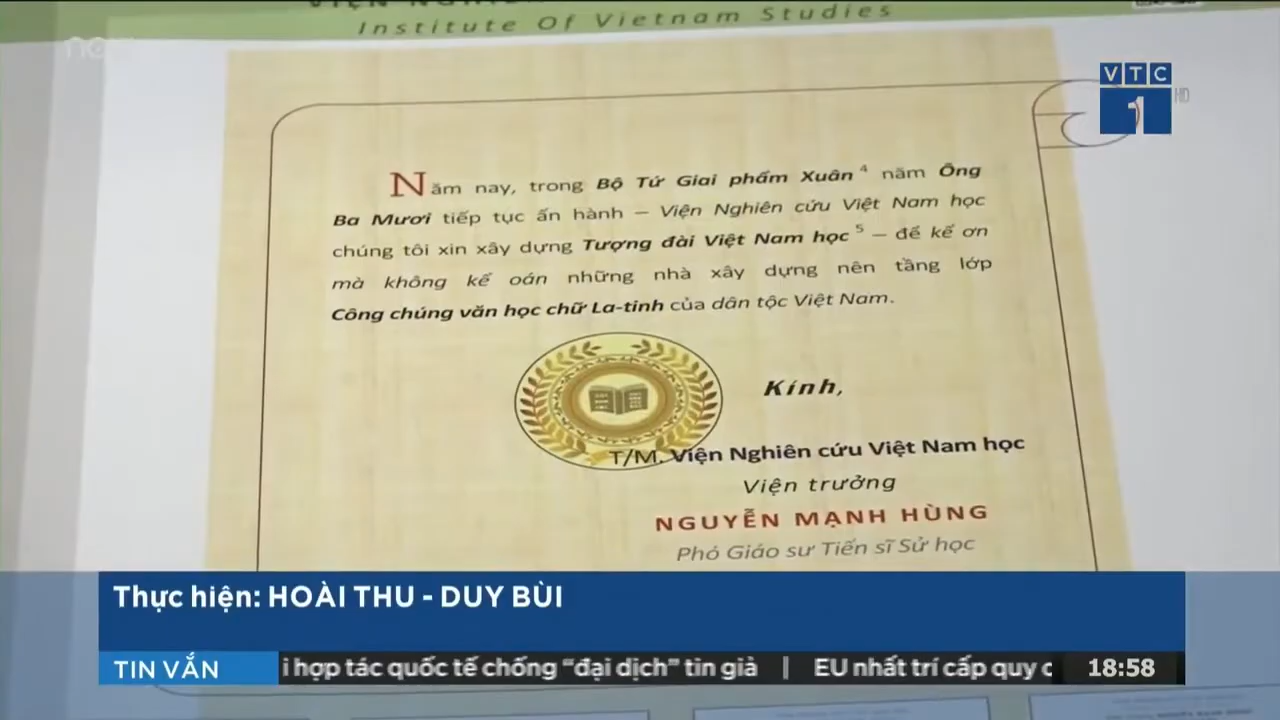 Institute Of Vietnam Studies
VTC
1
HD
Năm nay, trong Bộ Tứ Giai phẩm Xuân 4 năm Ông
Ba Mươi tiếp tục ấn hành – Viện Nghiên cứu Việt Nam học
chúng tôi xin xây dựng Tượng đài Việt Nam học 5 – để kể ơn
mà không kể oán những nhà xây dựng nên tầng lớp
Công chúng văn học chữ La-tinh của dân tộc Việt Nam.
Kính,
T/M. Viện Nghiên cứu Việt Nam học
Viện trưởng
NGUYỄN MẠNH HÙNG
Phó Giáo sư Tiến sĩ Sử học
Thực hiện: HOÀI THU - DUY BÙI
TIN VẮN
i hợp tác quốc tế chống “đại dịch” tin giả | EU nhất trí cấp quy c
18:58